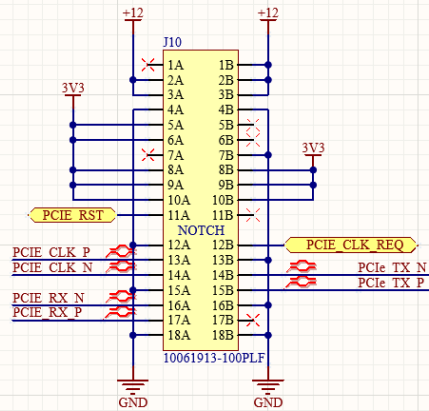 +12 +12
J10
1A 1B
2A 2B
3V3 3A 3B
4A 4B
5A 5B
6A 6B
7A 7B 3V3
8A 8B
9A 9B
10A 10B
PCIE_RST 11A 11B
NOTCH
12A 12B PCIE_CLK_REQ
PCIE_CLK_P 13A 13B
PCIE_CLK_N 14A 14B PCIe_TX_N
15A 15B PCIe_TX_P
PCIE_RX_N 16A 16B
PCIE_RX_P 17A 17B
18A 18B
10061913-100PLF
GND GND